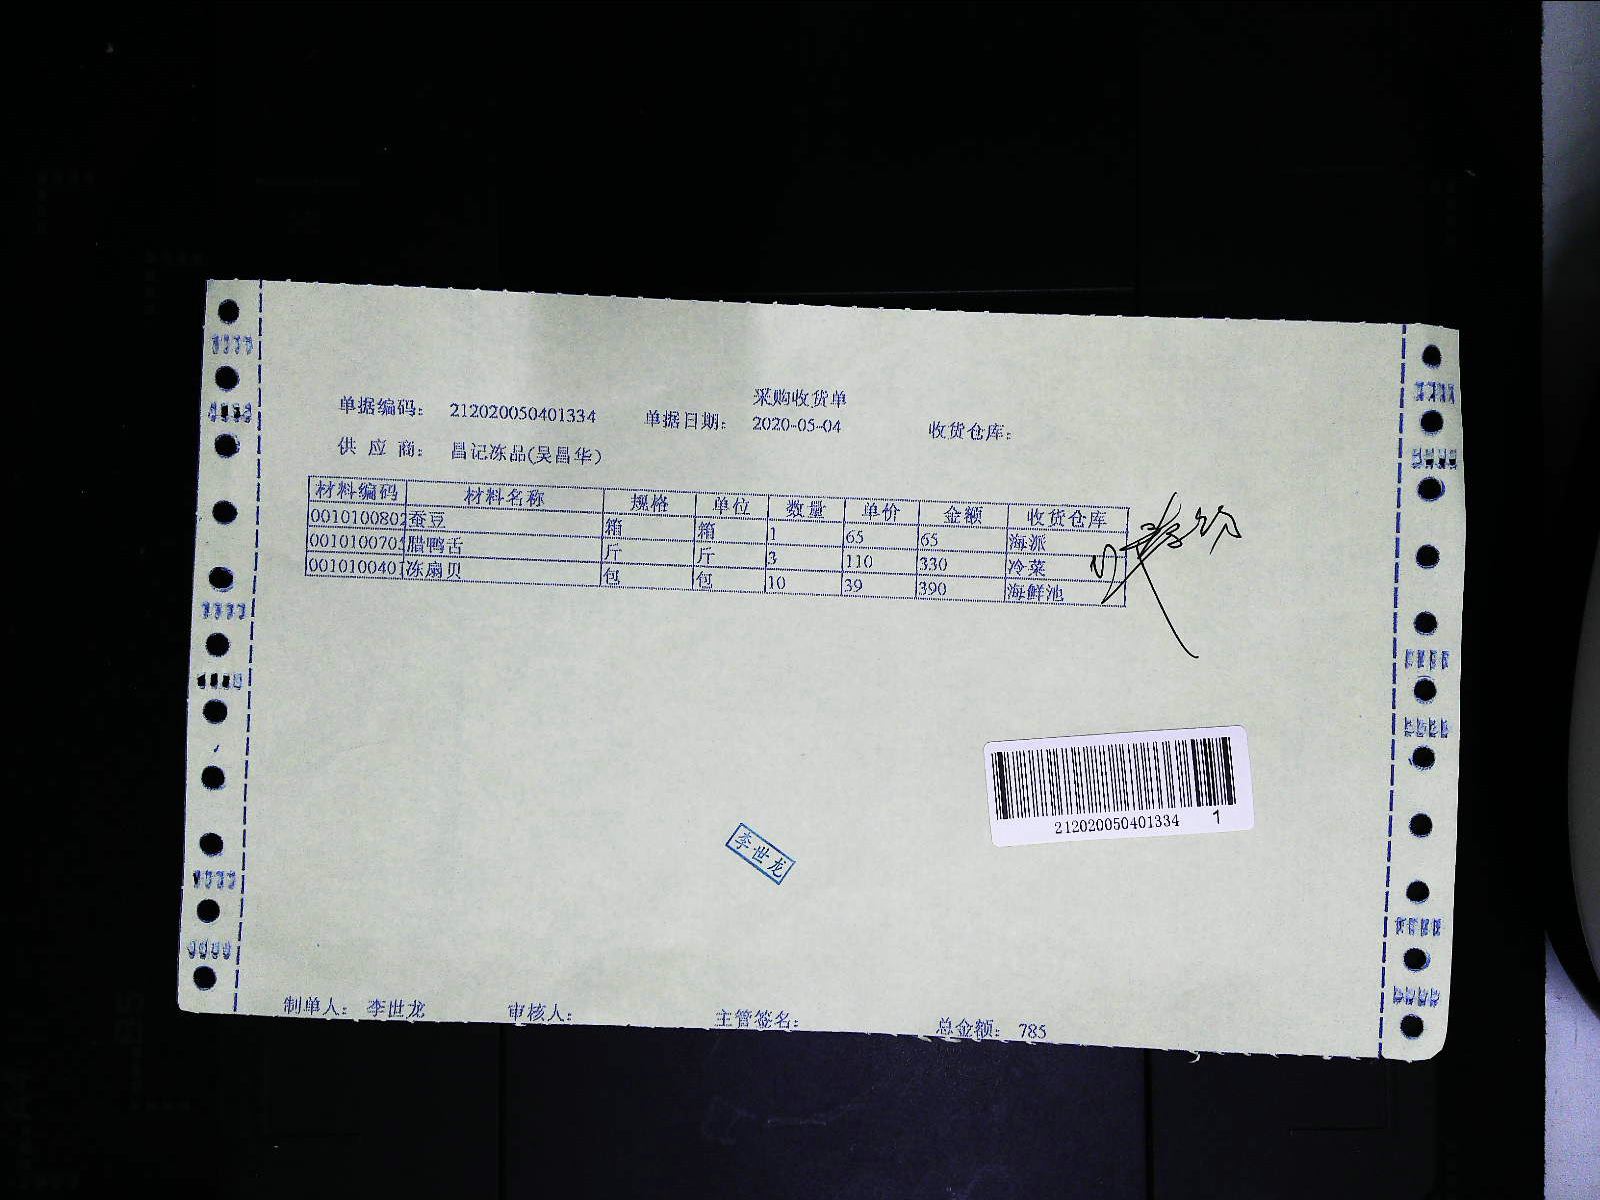 采购收货单
单据编码: 212020050401334 单据日期: 2020-05-04 收货仓库:
供 应 商: 昌记冻品(吴昌华)
材料编码 材料名称 规格 单位 数量 单价 金额 收货仓库
0010100802 蚕豆 箱 箱 1 65 65 海派
001010070 腊鸭舌 斤 斤 3 110 330 冷菜
001010040 冻扇贝 包 包 10 39 390 海鲜池
212020050401334 1
李世龙
制单人: 李世龙 审核人: 主管签名: 总金额: 785